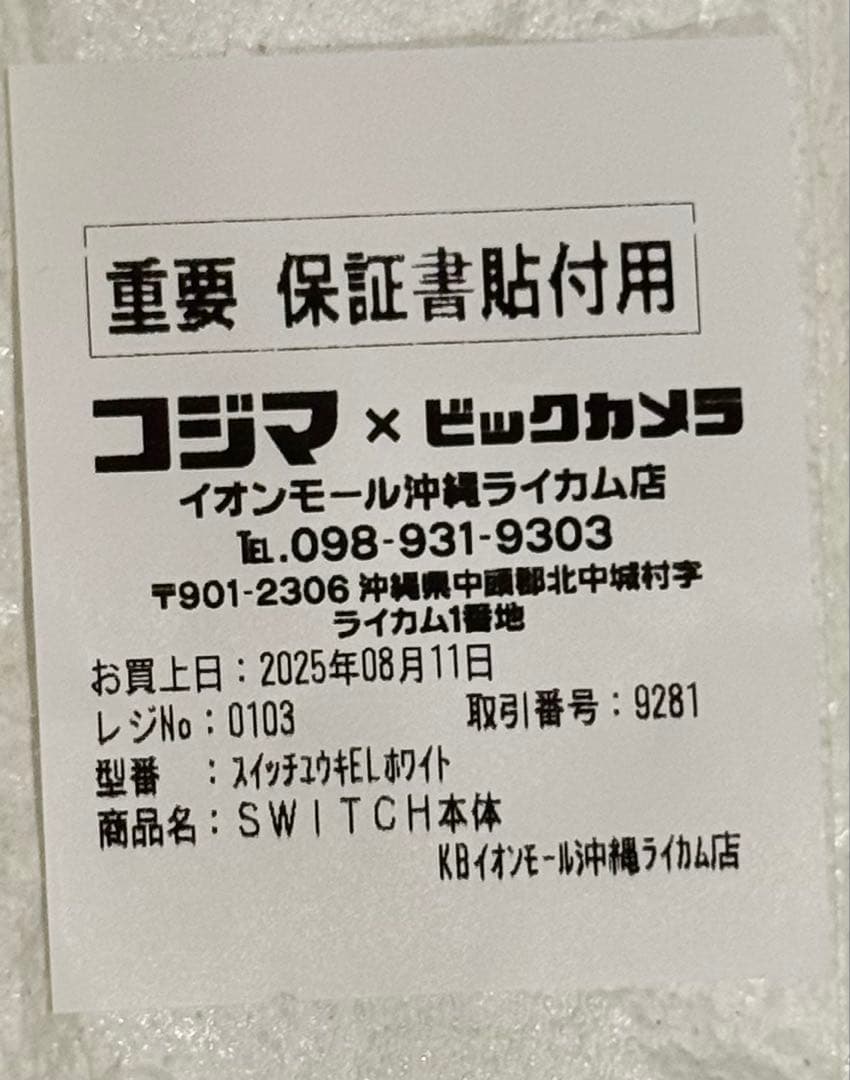 重要 保証書貼付用
コジマ×ビックカメラ
イオンモール沖縄ライカム店
TEL.098-931-9303
〒901-2306 沖縄県中頭郡北中城村字
ライカム1番地
お買上日：2025年08月11日
レジNo：0103 取引番号：9281
型番 ：ｽｲｯﾁﾕｳｷELﾎﾜｲﾄ
商品名：ＳＷＩＴＣＨ本体
KBｲｵﾝﾓｰﾙ沖縄ﾗｲｶﾑ店